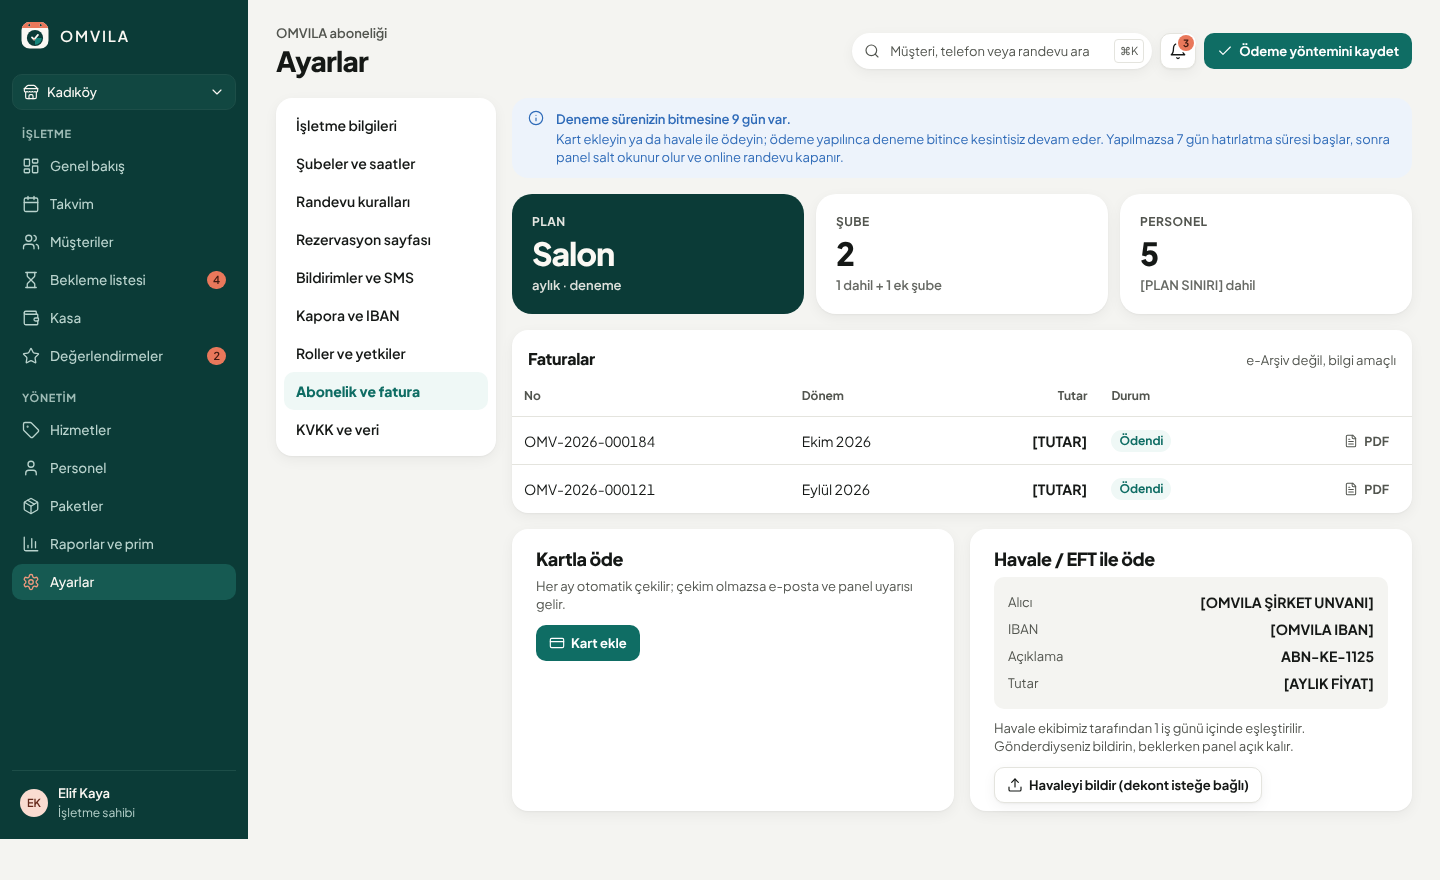 OMVILA
Kadıköy
İŞLETME
Genel bakış
Takvim
Müşteriler
Bekleme listesi 4
Kasa
Değerlendirmeler 2
YÖNETİM
Hizmetler
Personel
Paketler
Raporlar ve prim
Ayarlar
EK
Elif Kaya
İşletme sahibi
OMVILA aboneliği
Ayarlar
Müşteri, telefon veya randevu ara ⌘K
3
Ödeme yöntemini kaydet
İşletme bilgileri
Şubeler ve saatler
Randevu kuralları
Rezervasyon sayfası
Bildirimler ve SMS
Kapora ve IBAN
Roller ve yetkiler
Abonelik ve fatura
KVKK ve veri
Deneme sürenizin bitmesine 9 gün var.
Kart ekleyin ya da havale ile ödeyin; ödeme yapılınca deneme bitince kesintisiz devam eder. Yapılmazsa 7 gün hatırlatma süresi başlar, sonra
panel salt okunur olur ve online randevu kapanır.
PLAN
Salon
aylık · deneme
ŞUBE
2
1 dahil + 1 ek şube
PERSONEL
5
[PLAN SINIRI] dahil
Faturalar
e-Arşiv değil, bilgi amaçlı
No Dönem Tutar Durum
OMV-2026-000184 Ekim 2026 [TUTAR] Ödendi PDF
OMV-2026-000121 Eylül 2026 [TUTAR] Ödendi PDF
Kartla öde
Her ay otomatik çekilir; çekim olmazsa e-posta ve panel uyarısı
gelir.
Kart ekle
Havale / EFT ile öde
Alıcı [OMVILA ŞİRKET UNVANI]
IBAN [OMVILA IBAN]
Açıklama ABN-KE-1125
Tutar [AYLIK FİYAT]
Havale ekibimiz tarafından 1 iş günü içinde eşleştirilir.
Gönderdiyseniz bildirin, beklerken panel açık kalır.
Havaleyi bildir (dekont isteğe bağlı)